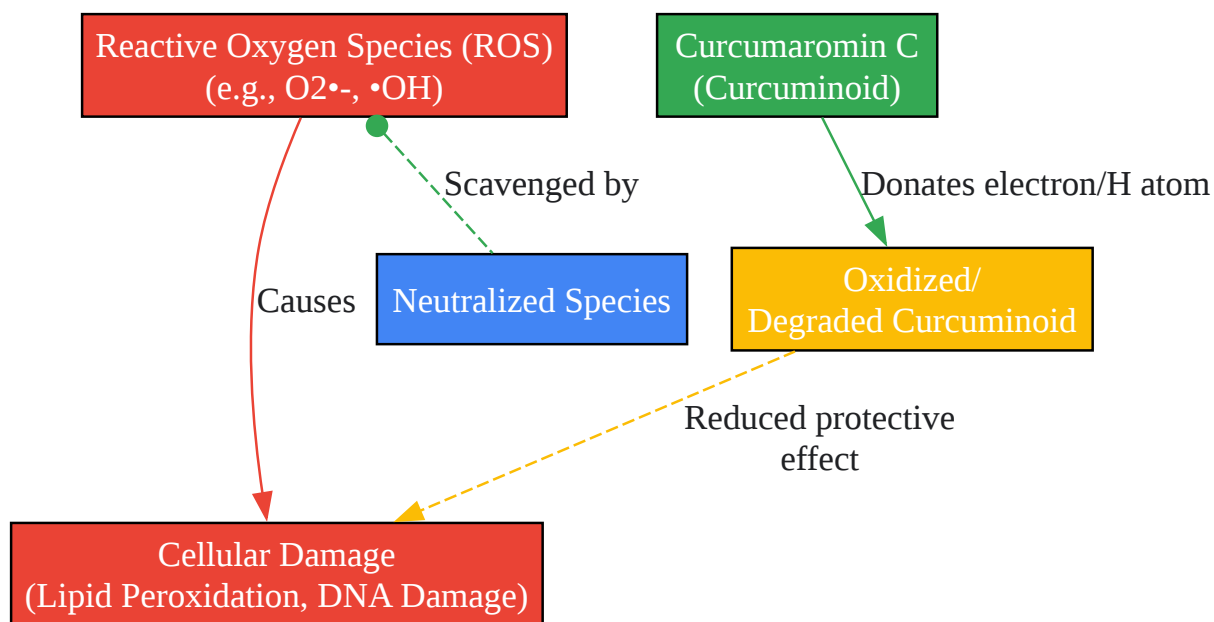 Reactive Oxygen Species (ROS)
(e.g., O2•-, •OH)
Curcumaromin C
(Curcuminoid)
Scavenged by
Donates electron/H atom
Causes
Neutralized Species
Oxidized/
Degraded Curcuminoid
Reduced protective
effect
Cellular Damage
(Lipid Peroxidation, DNA Damage)